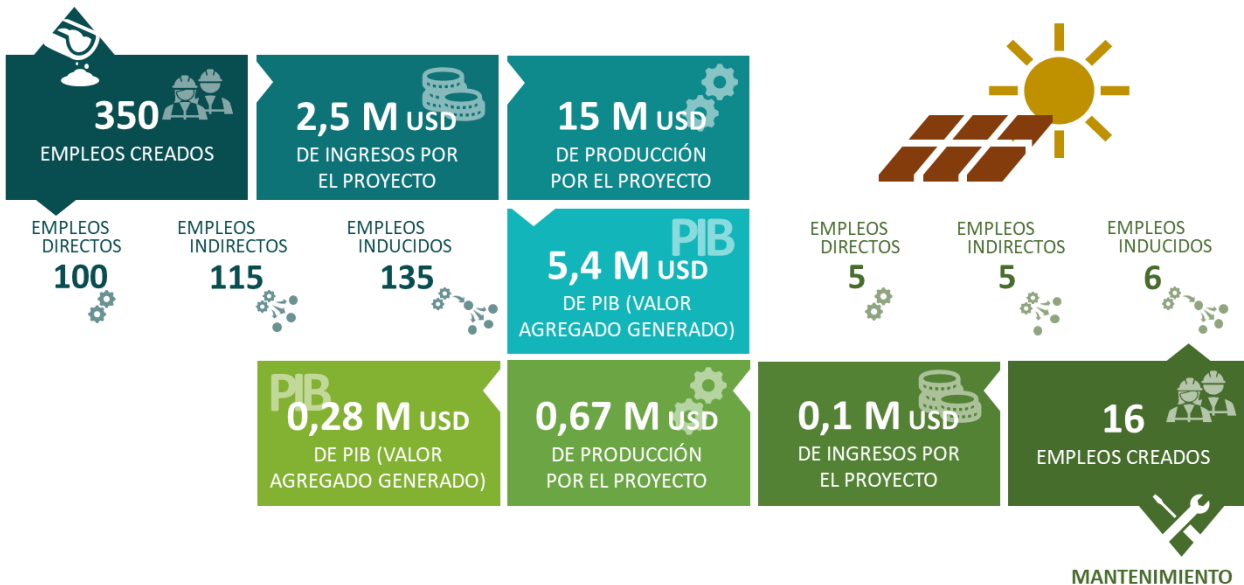 350
EMPLEOS CREADOS
2,5 M USD
DE INGRESOS POR
EL PROYECTO
15 M USD
DE PRODUCCIÓN
POR EL PROYECTO
EMPLEOS
DIRECTOS
100
EMPLEOS
INDIRECTOS
115
EMPLEOS
INDUCIDOS
135
PIB
5,4 M USD
DE PIB (VALOR
AGREGADO GENERADO)
EMPLEOS
DIRECTOS
5
EMPLEOS
INDIRECTOS
5
EMPLEOS
INDUCIDOS
6
PIB
0,28 M USD
DE PIB (VALOR
AGREGADO GENERADO)
0,67 M USD
DE PRODUCCIÓN
POR EL PROYECTO
0,1 M USD
DE INGRESOS POR
EL PROYECTO
16
EMPLEOS CREADOS
MANTENIMIENTO